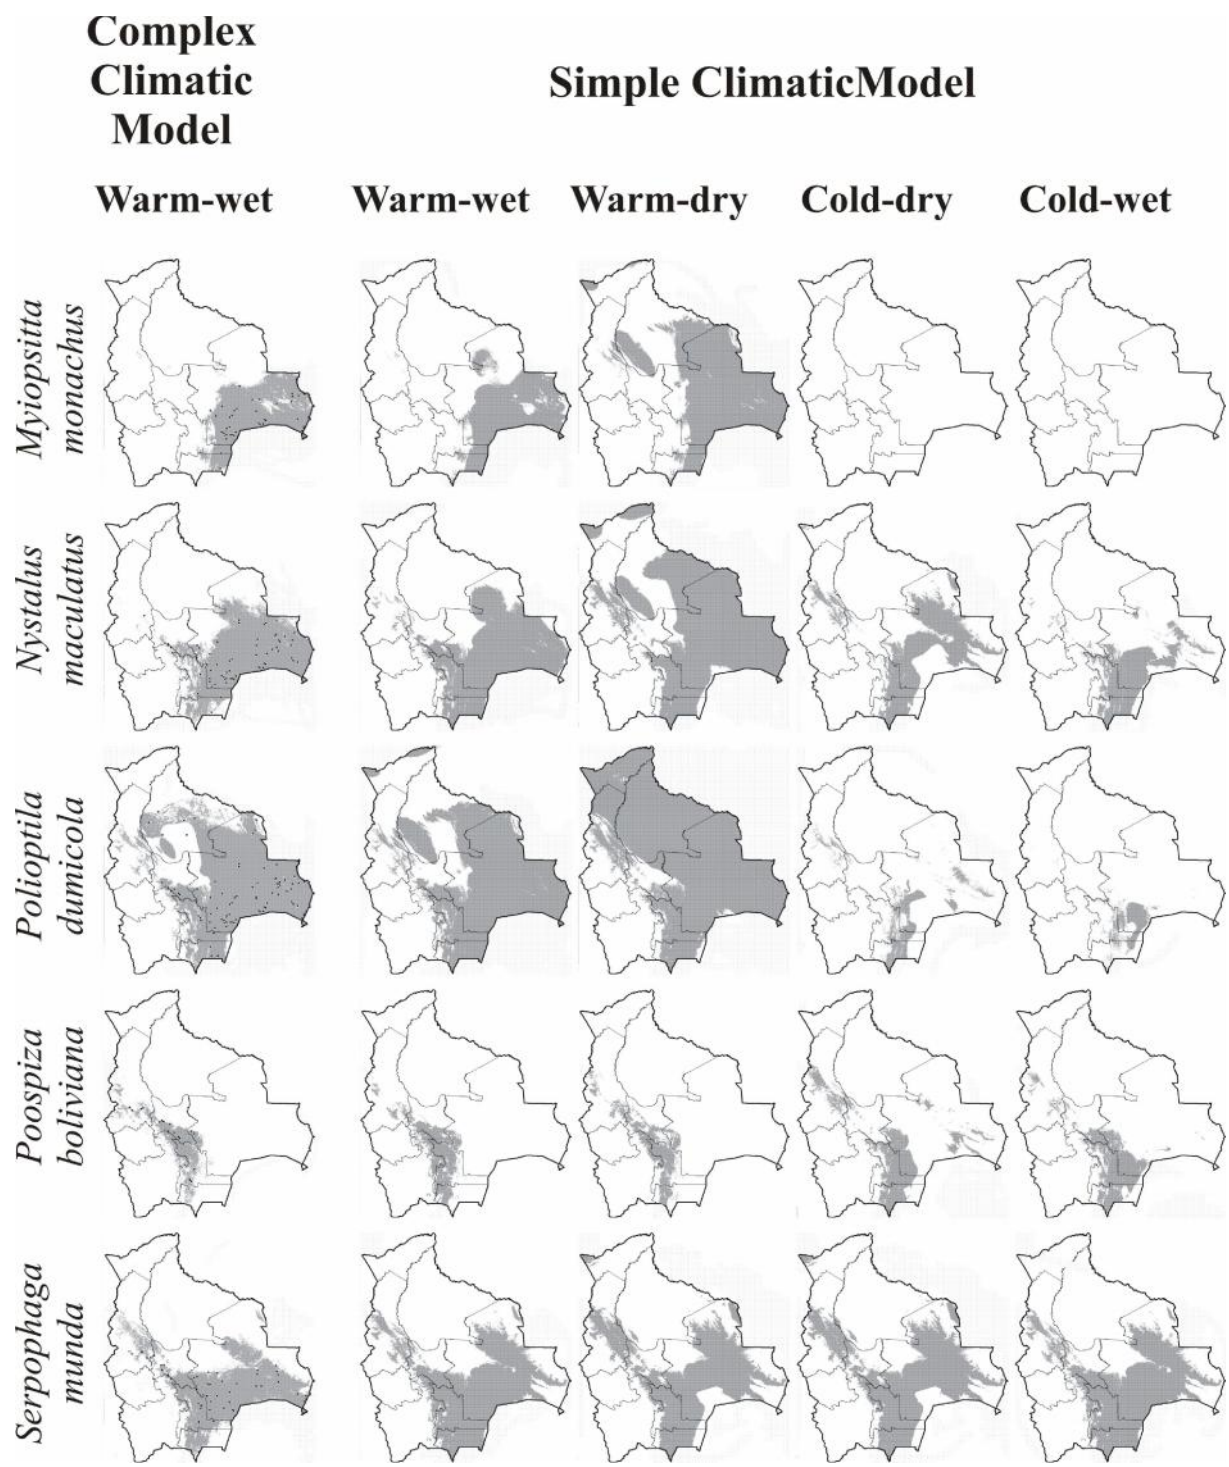 Complex
Climatic
Model
Simple ClimaticModel
Warm-wet
Warm-wet
Warm-dry
Cold-dry
Cold-wet
Myiopsitta
monachus
Nystalus
maculatus
Polioptila
dumicola
Poospiza
boliviana
Serpophaga
munda